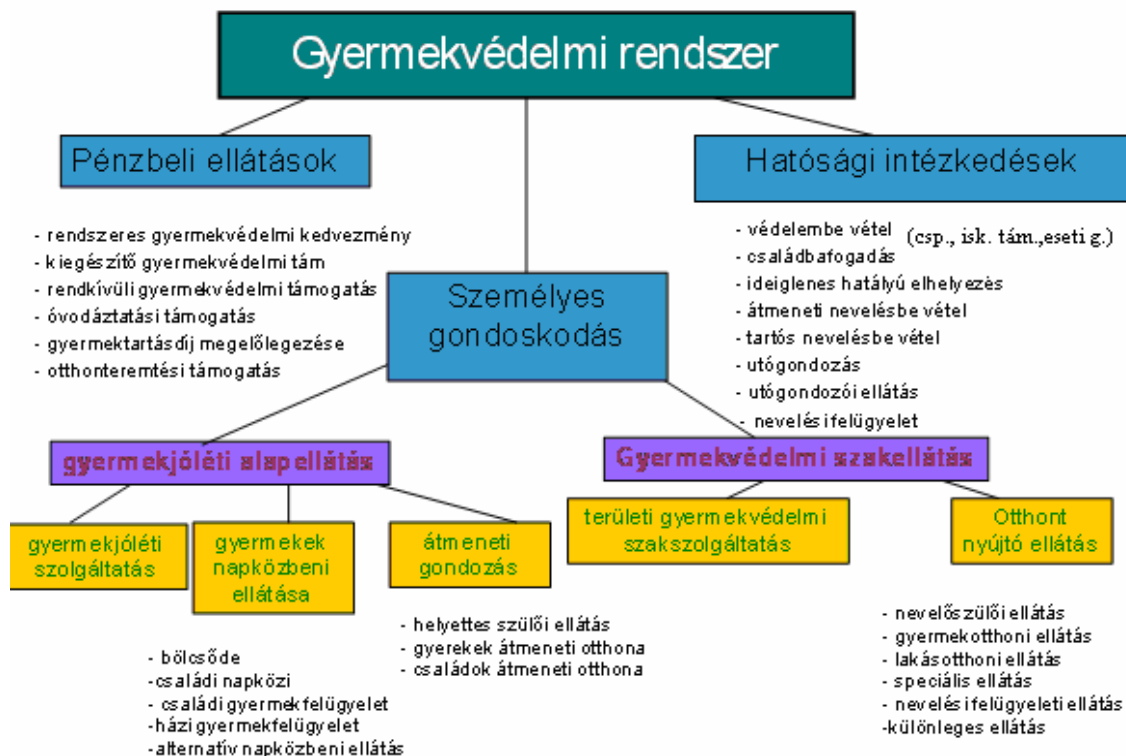 Gyermekvédelmi rendszer
Pénzbeli ellátások
- rendszeres gyermekvédelmi kedvezmény
- kiegészítő gyermekvédelmi tám
- rendkívüli gyermekvédelmi támogatás
- óvodáztatási támogatás
- gyermektartásdíj megelőlegezése
- otthonteremtési támogatás
Hatósági intézkedések
- védelembe vétel (csp., isk. tám.,eseti g.)
- családbafogadás
- ideiglenes hatályú elhelyezés
- átmeneti nevelésbe vétel
- tartós nevelésbe vétel
- utógondozás
- utógondozói ellátás
- nevelési felügyelet
Személyes
gondoskodás
gyermekjóléti alapellátás
gyermekjóléti
szolgáltatás
gyermekek
napközbeni
ellátása
- bölcsőde
-családi napközi
- családi gyermekfelügyelet
-házi gyermekfelügyelet
-alternatív napközbeni ellátás
átmeneti
gondozás
- helyettes szülői ellátás
- gyerekek átmeneti otthona
- családok átmeneti otthona
Gyermekvédelmi szakellátás
területi gyermekvédelmi
szakszolgáltatás
Otthont
nyújtó ellátás
- nevelőszülői ellátás
- gyermekotthoni ellátás
- lakásotthoni ellátás
- speciális ellátás
- nevelési felügyeleti ellátás
-különleges ellátás